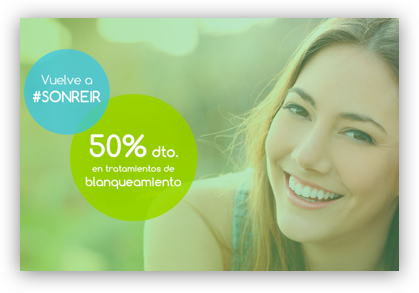 Vuelve a
#SONREIR
50% dto.
en tratamientos de
blanqueamiento